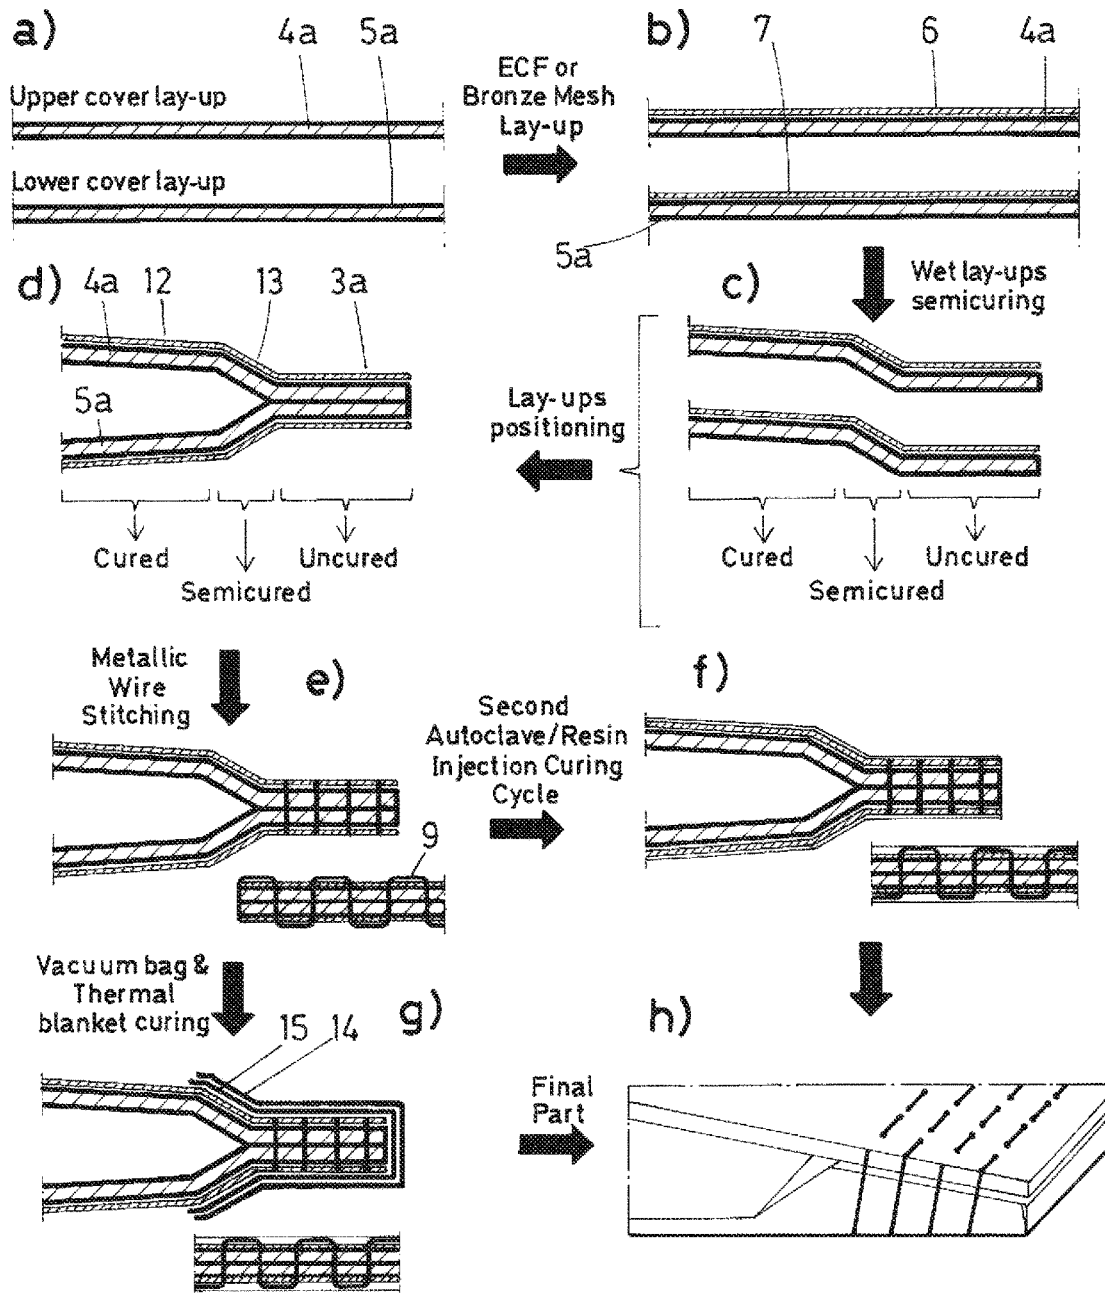 a)
4a
5a
Upper cover lay-up
Lower cover lay-up
ECF or
Bronze Mesh
Lay-up
b)
7
6
4a
5a
Wet lay-ups
semicuring
c)
Cured
Semicured
Uncured
Lay-ups
positioning
d)
4a
12
13
3a
5a
Cured
Semicured
Uncured
Metallic
Wire
Stitching
e)
9
Second
Autoclave/Resin
Injection Curing
Cycle
f)
Vacuum bag &
Thermal
blanket curing
g)
15
14
Final
Part
h)